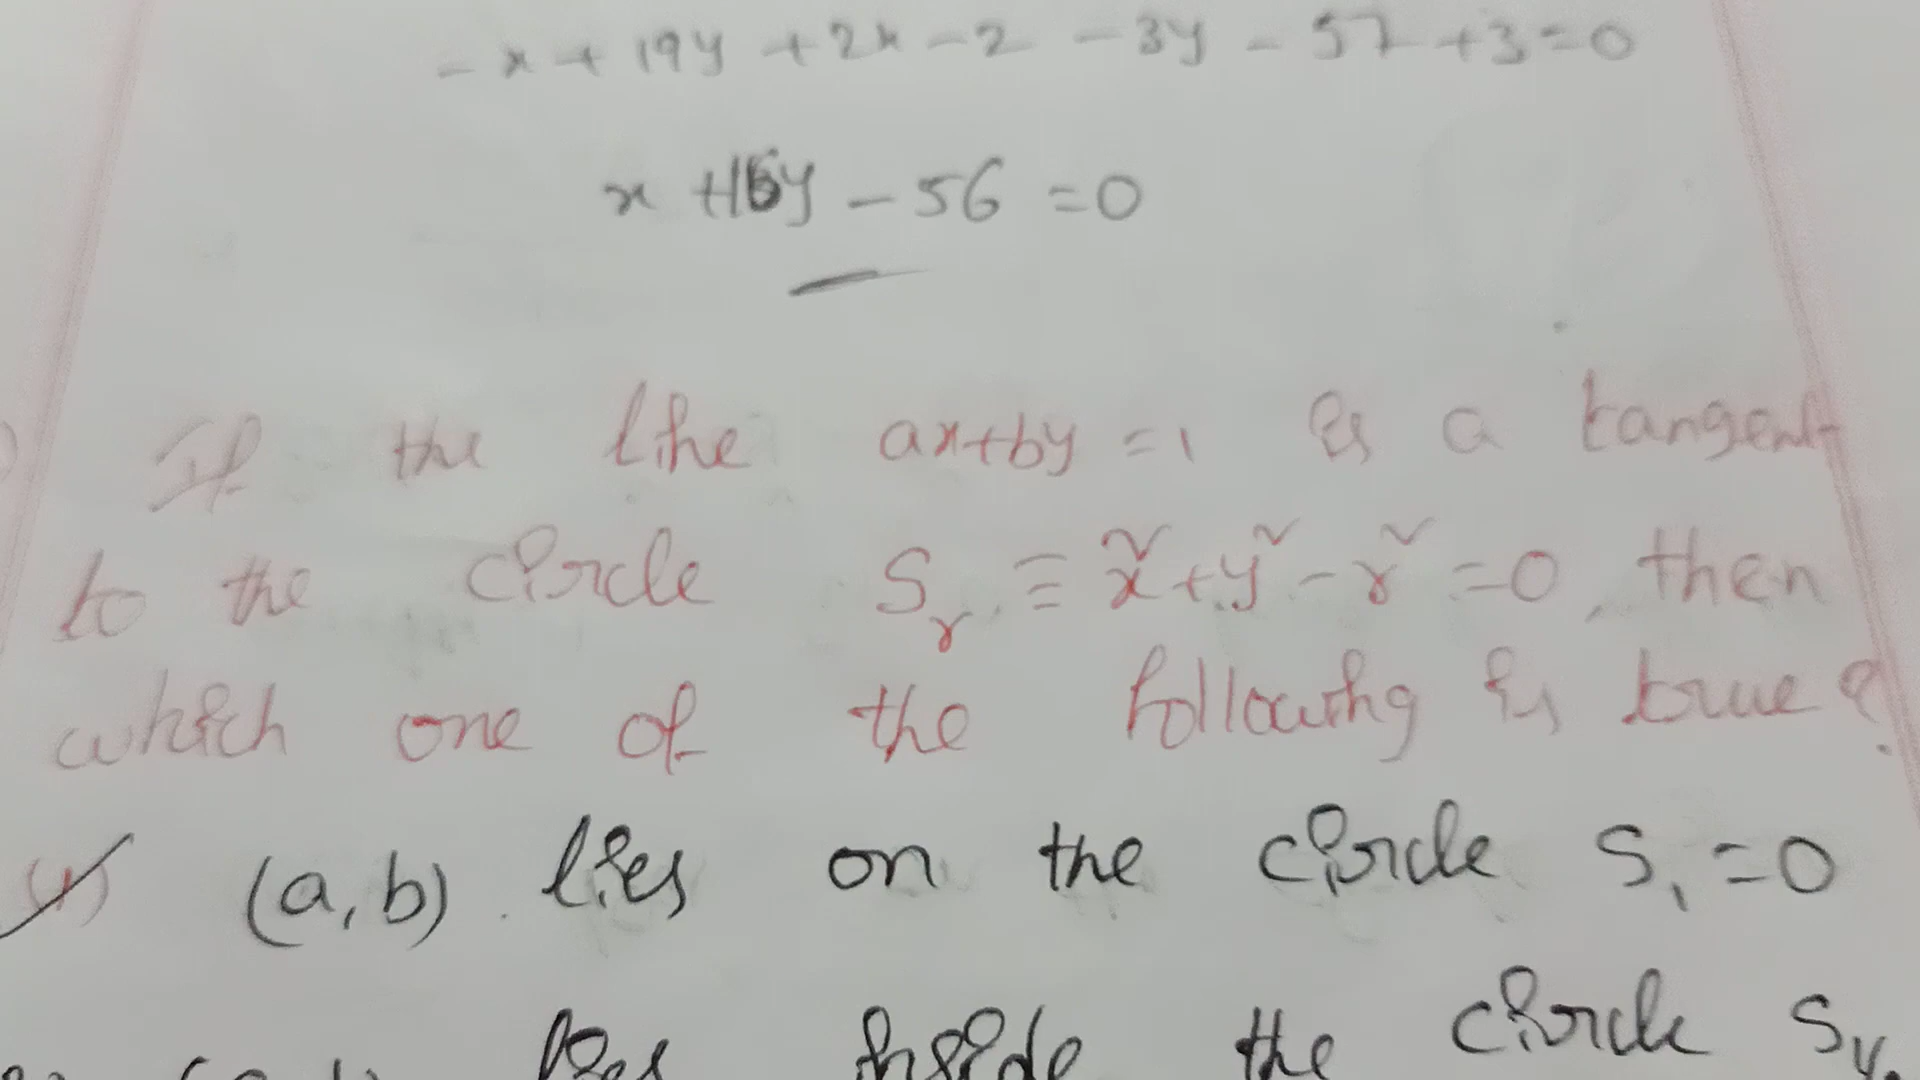 - x + 19y + 2x - 2 - 3y - 57 + 3 = 0
x + 16y - 56 = 0
If the line ax+by = 1 is a tangent
to the circle Sᵣ ≡ x² + y² - r² = 0, then
which one of the following is true?
(1) (a, b) lies on the circle S₁ = 0
lies inside the circle